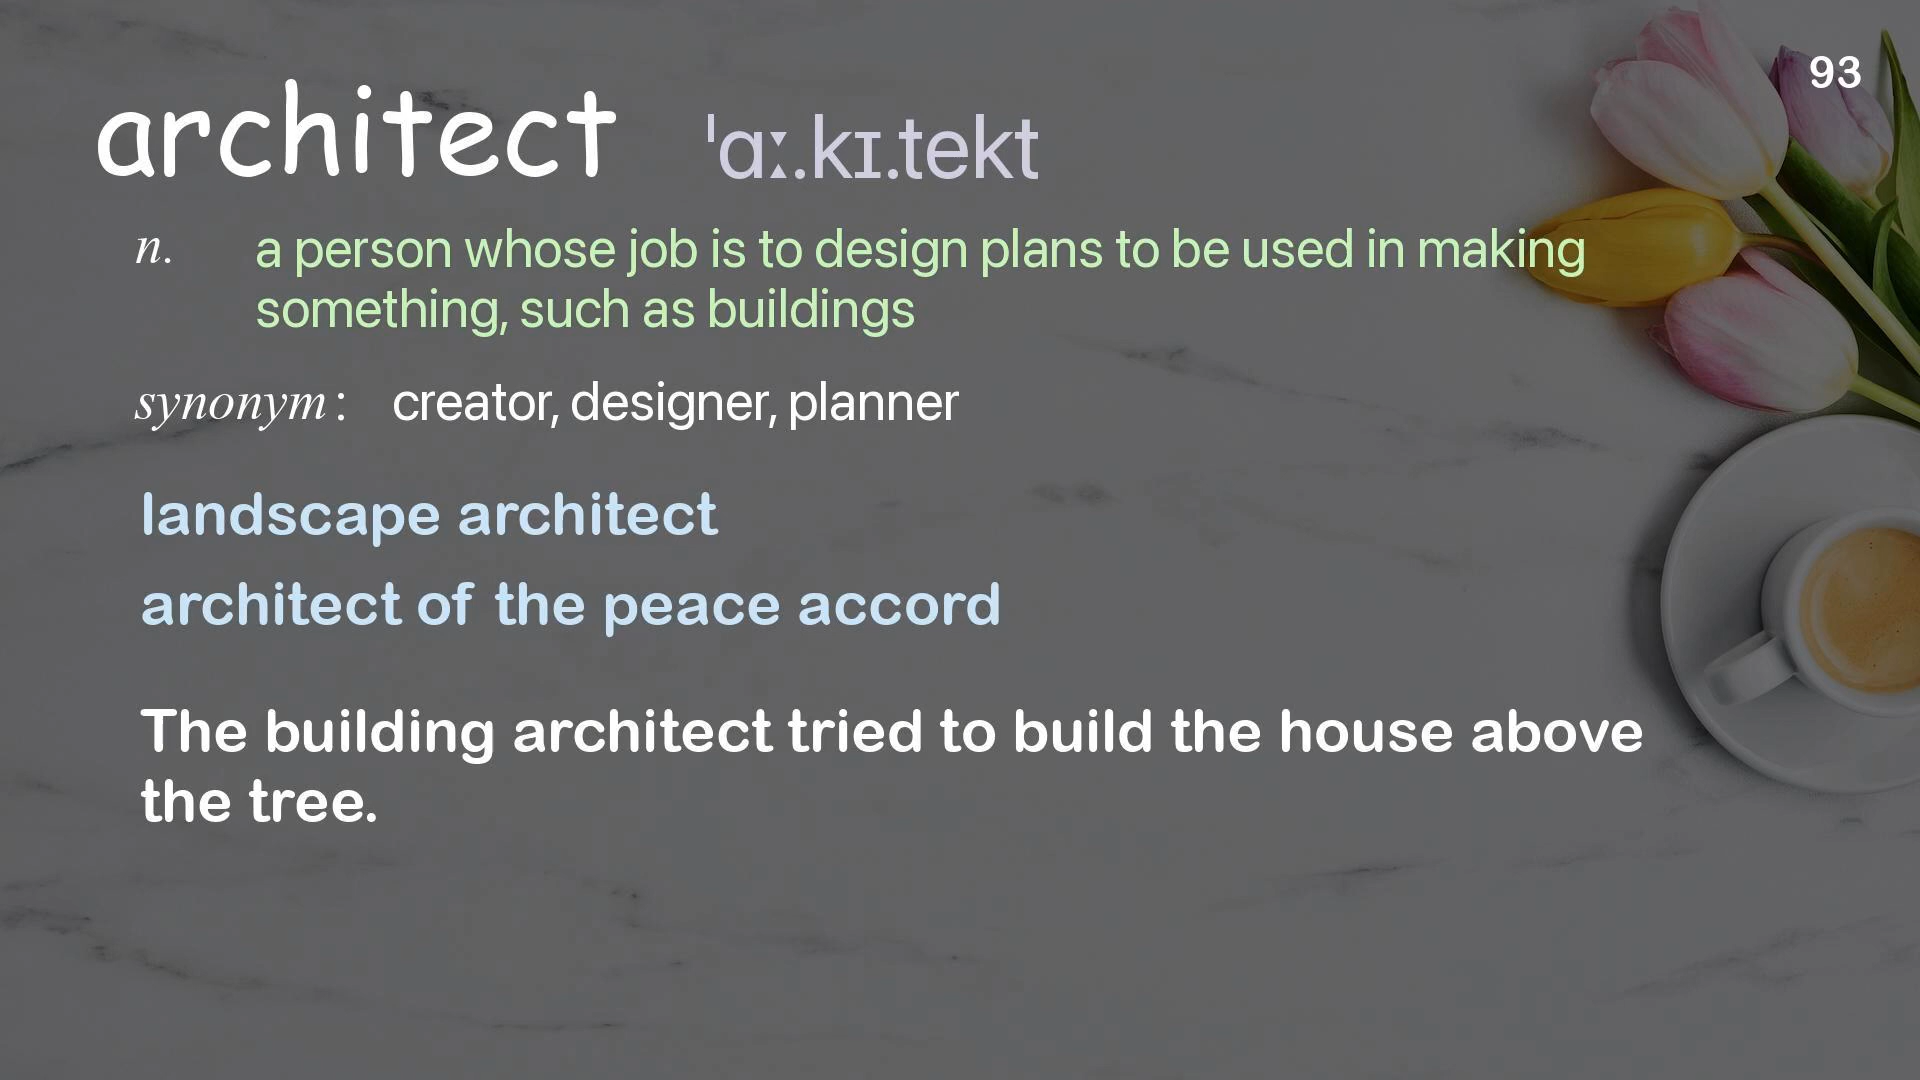 93
architect ˈɑː.kɪ.tekt
n. a person whose job is to design plans to be used in making
something, such as buildings
synonym : creator, designer, planner
landscape architect
architect of the peace accord
The building architect tried to build the house above
the tree.